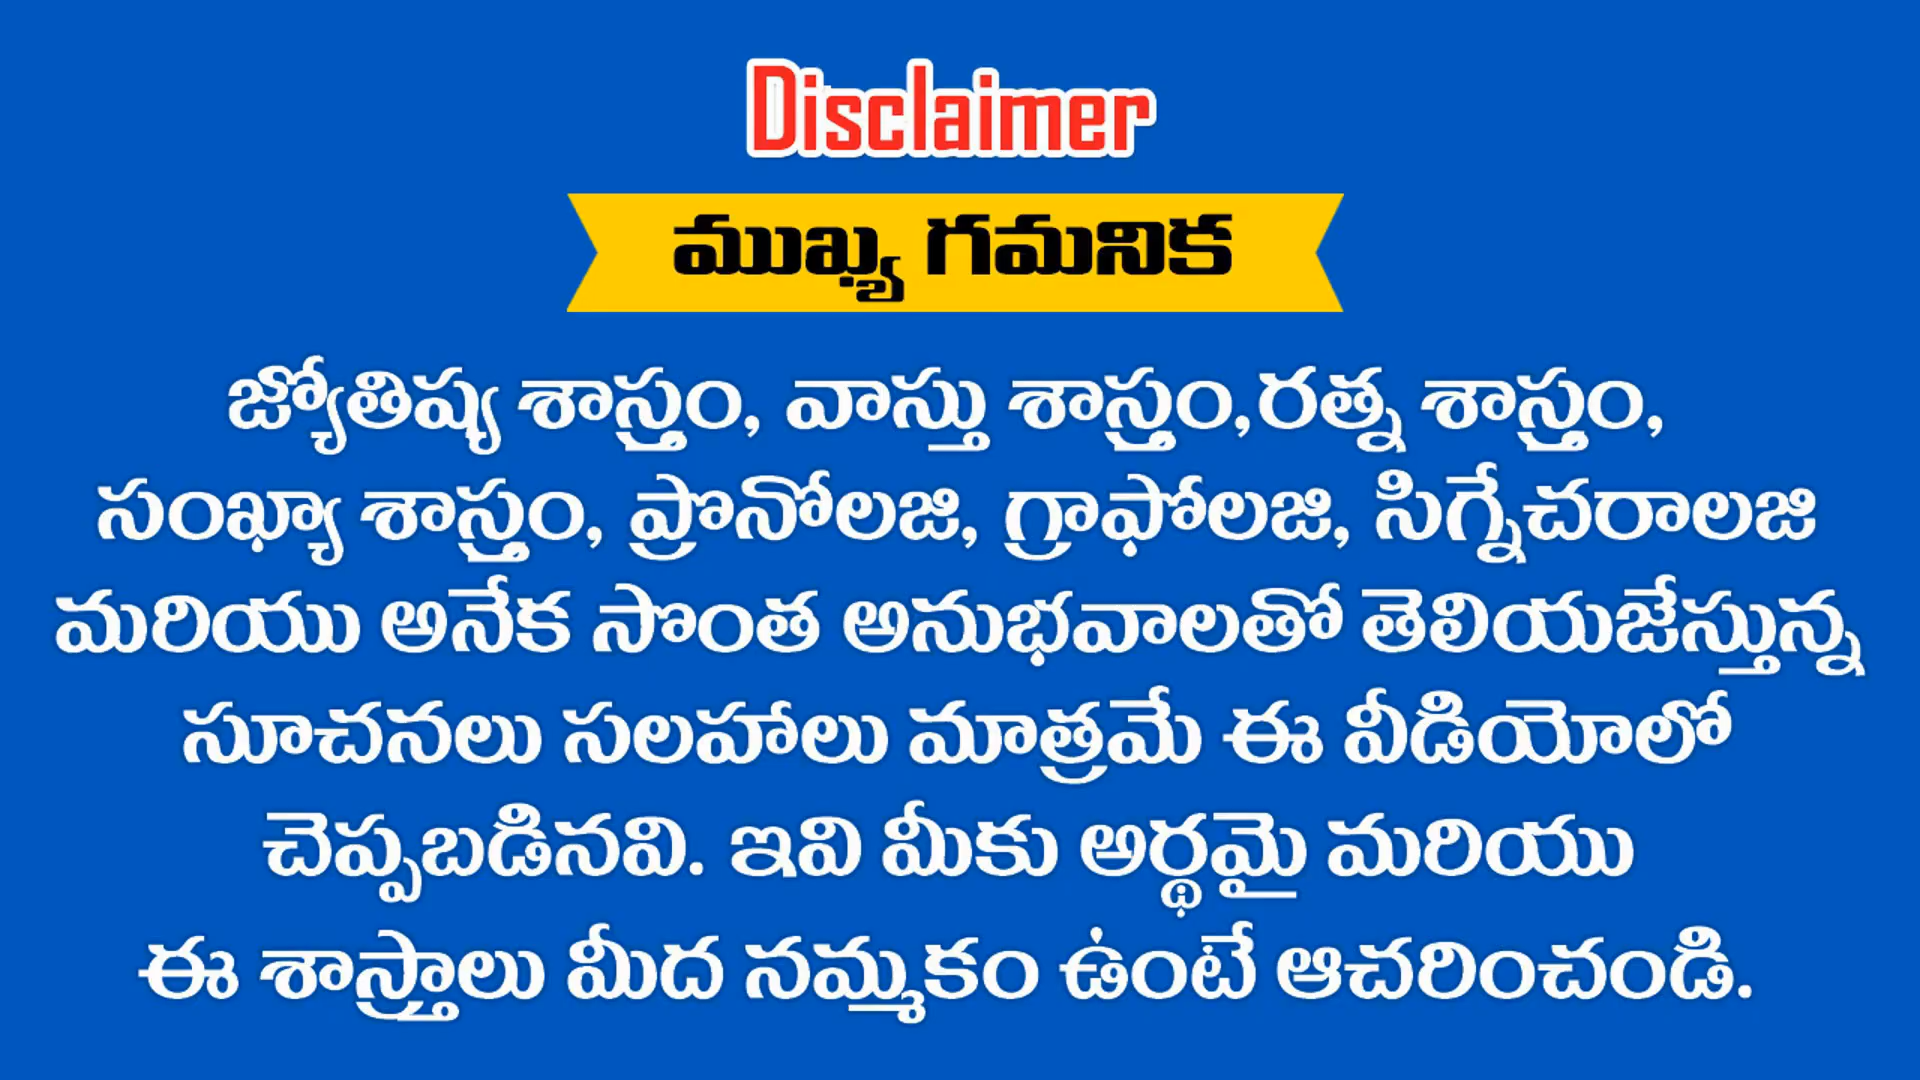 Disclaimer
ముఖ్య గమనిక
జ్యోతిష్య శాస్త్రం, వాస్తు శాస్త్రం,రత్న శాస్త్రం,
సంఖ్యా శాస్త్రం, ప్రొనోలజి, గ్రాఫోలజి, సిగ్నేచరాలజి
మరియు అనేక సొంత అనుభవాలతో తెలియజేస్తున్న
సూచనలు సలహాలు మాత్రమే ఈ వీడియోలో
చెప్పబడినవి. ఇవి మీకు అర్థమై మరియు
ఈ శాస్త్రాలు మీద నమ్మకం ఉంటే ఆచరించండి.